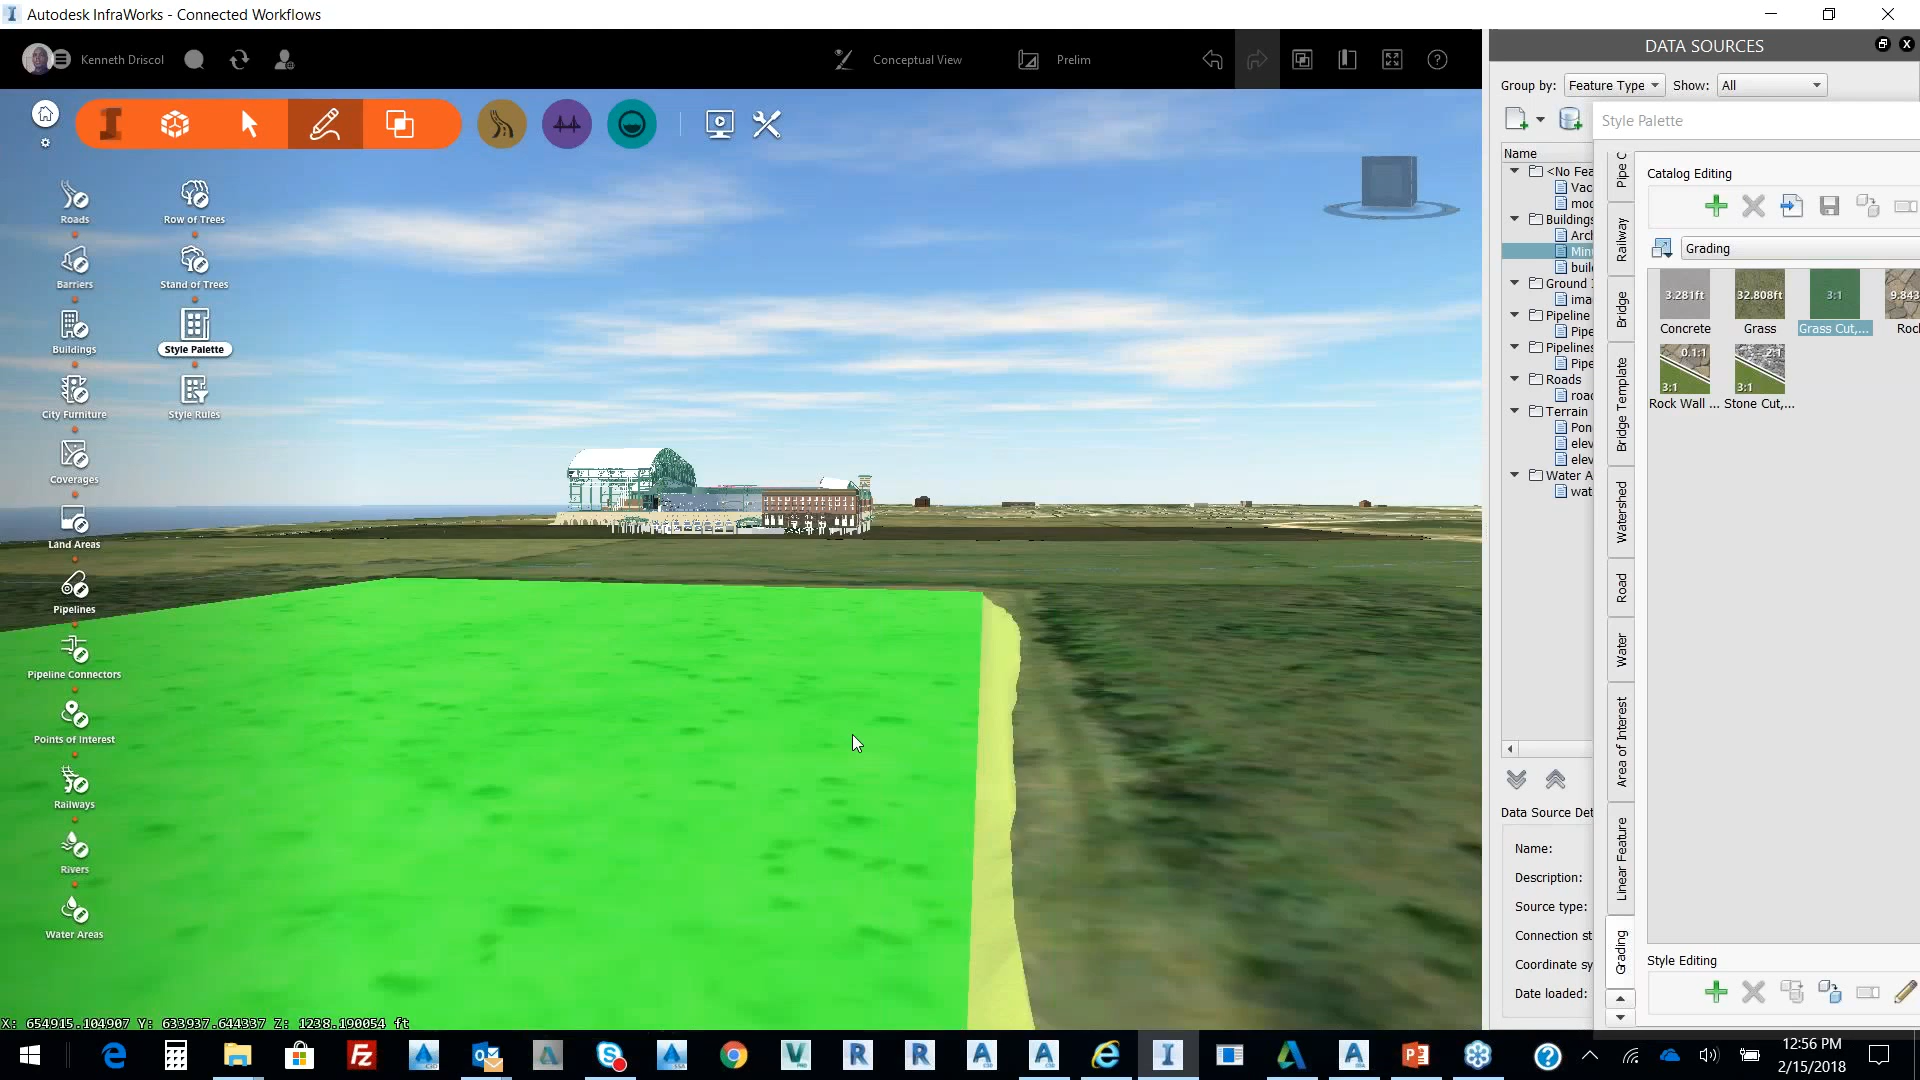 Autodesk InfraWorks - Connected Workflows
Kenneth Driscol
Conceptual View
Prelim
DATA SOURCES
Group by: Feature Type Show: All
Style Palette
Name
<No Fea
Vac
moc
Buildings
Arch
Minn
buil
Ground I
ima
Pipeline
Pipe
Pipelines
Pipe
Roads
road
Terrain
Pon
elev
elev
Water A
wat
Data Source Det
Name:
Description:
Source type:
Connection st
Coordinate sy
Date loaded:
Pipe C
Railway
Bridge
Bridge Template
Watershed
Road
Water
Area of Interest
Linear Feature
Grading
Catalog Editing
Grading
3.281ft
32.808ft
3:1
9.843
Concrete
Grass
Grass Cut,...
Roc
0.1:1
3:1
2:1
3:1
Rock Wall ...
Stone Cut,...
Style Editing
Roads
Barriers
Buildings
City Furniture
Coverages
Land Areas
Pipelines
Pipeline Connectors
Points of Interest
Railways
Rivers
Water Areas
Row of Trees
Stand of Trees
Style Palette
Style Rules
X: 654915.104907 Y: 633937.644337 Z: 1238.190054 ft
12:56 PM
2/15/2018